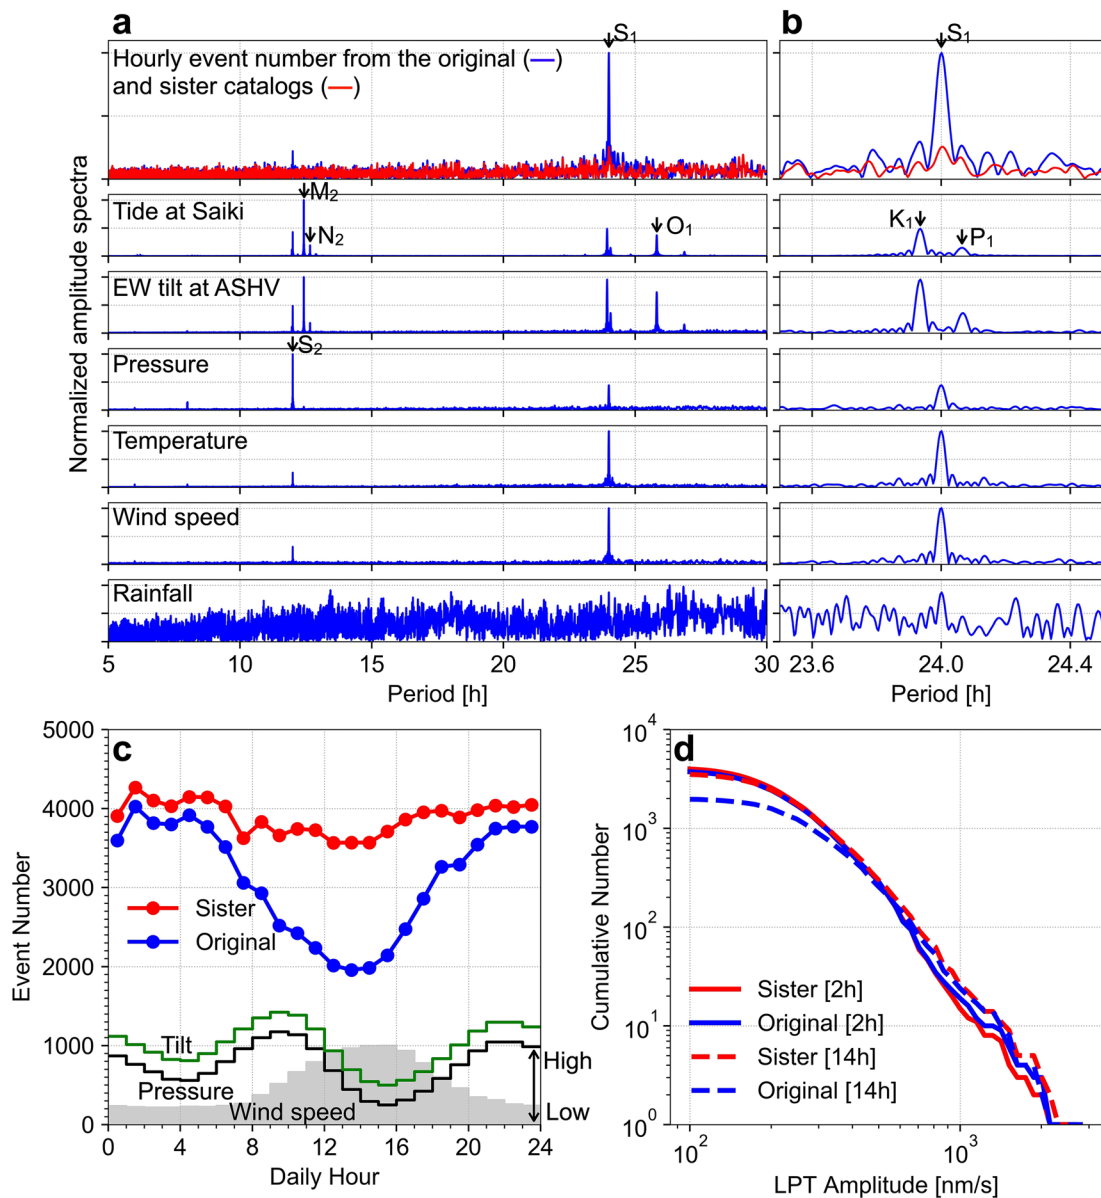 a
b
S1
S1
Hourly event number from the original (—)
and sister catalogs (—)
Normalized amplitude spectra
M2
Tide at Saiki
N2
O1
K1
P1
EW tilt at ASHV
S2
Pressure
Temperature
Wind speed
Rainfall
5 10 15 20 25 30
23.6 24.0 24.4
Period [h]
Period [h]
c
5000
4000
3000
2000
1000
0
Event Number
Sister
Original
Tilt
Pressure
Wind speed
High
Low
0 4 8 12 16 20 24
Daily Hour
d
10^4
10^3
10^2
10^1
10^0
Cumulative Number
Sister [2h]
Original [2h]
Sister [14h]
Original [14h]
10^2 10^3
LPT Amplitude [nm/s]